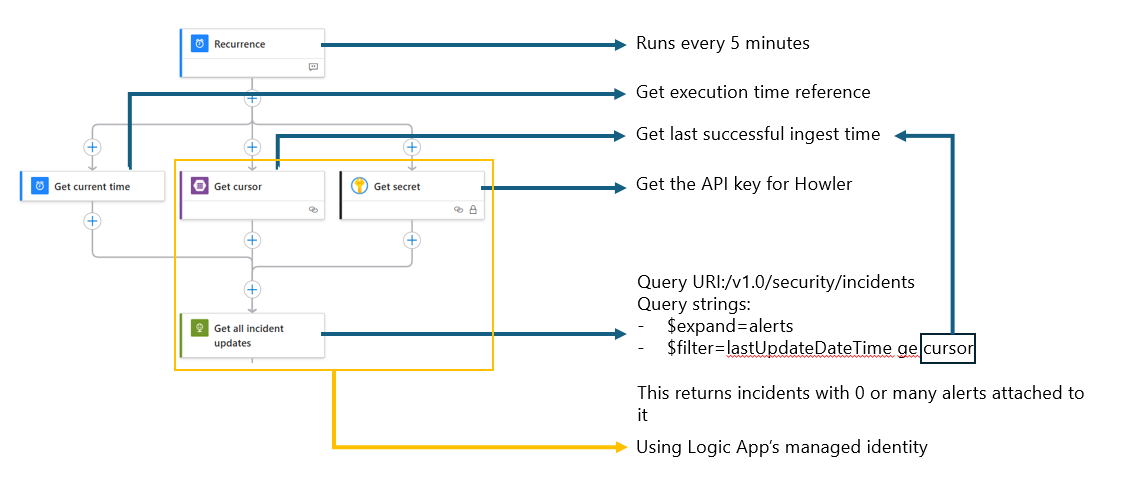 Recurrence
Runs every 5 minutes
Get execution time reference
Get last successful ingest time
Get current time
Get cursor
Get secret
Get the API key for Howler
Query URI:/v1.0/security/incidents
Query strings:
- $expand=alerts
- $filter=lastUpdateDateTime ge cursor
Get all incident
updates
This returns incidents with 0 or many alerts attached to
it
Using Logic App's managed identity